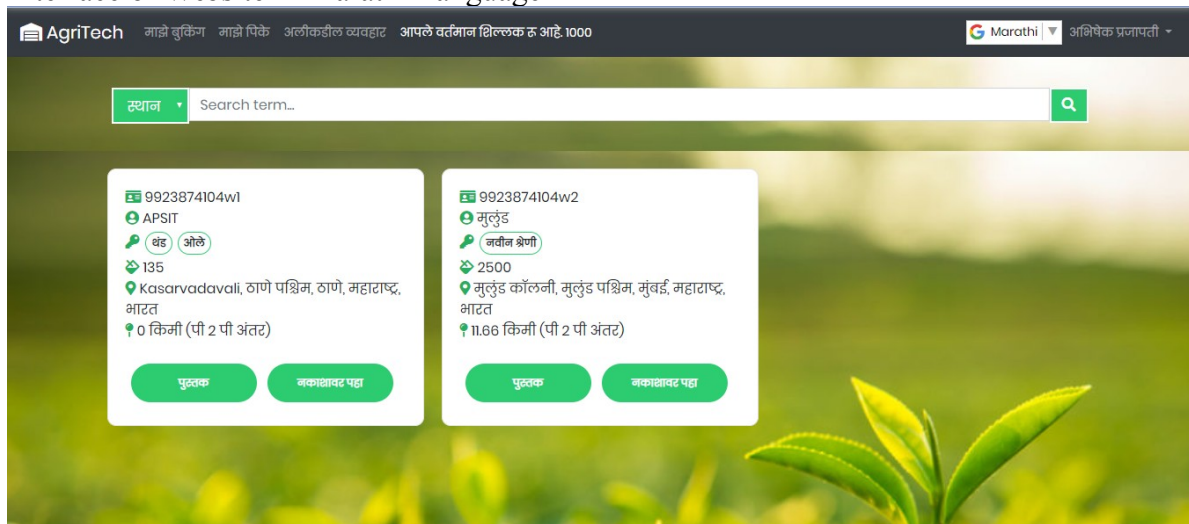 AgriTech माझे बुकिंग माझे पिके अलीकडील व्यवहार आपले वर्तमान शिल्लक रू आहे. 1000 Marathi ▼ अभिषेक प्रजापती
स्थान Search term...
9923874104w1
APSIT
थंड ओले
135
Kasarvadavali, ठाणे पश्चिम, ठाणे, महाराष्ट्र,
भारत
0 किमी (पी 2 पी अंतर)
पुस्तक नकाशावर पहा
9923874104w2
मुलुंड
नवीन श्रेणी
2500
मुलुंड कॉलनी, मुलुंड पश्चिम, मुंबई, महाराष्ट्र,
भारत
11.66 किमी (पी 2 पी अंतर)
पुस्तक नकाशावर पहा